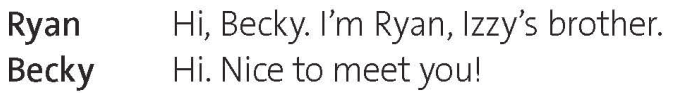 Ryan Hi, Becky. I’m Ryan, Izzy’s brother.
Becky Hi. Nice to meet you!